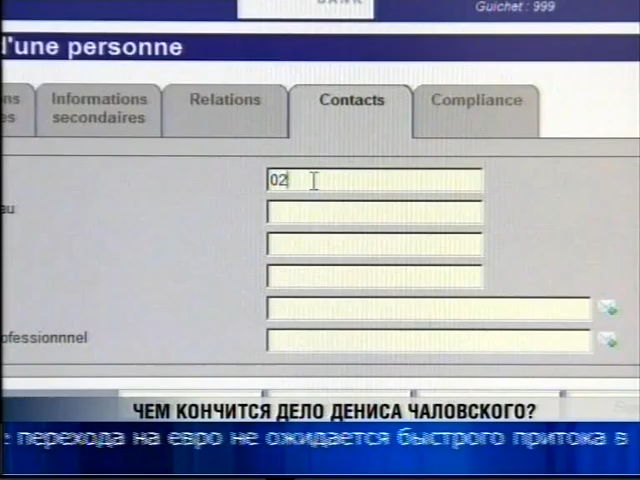 BANK
Guichet : 999
d'une personne
Informations
secondaires
Relations
Contacts
Compliance
02
ЧЕМ КОНЧИТСЯ ДЕЛО ДЕНИСА ЧАЛОВСКОГО?
перехода на евро не ожидается быстрого притока в